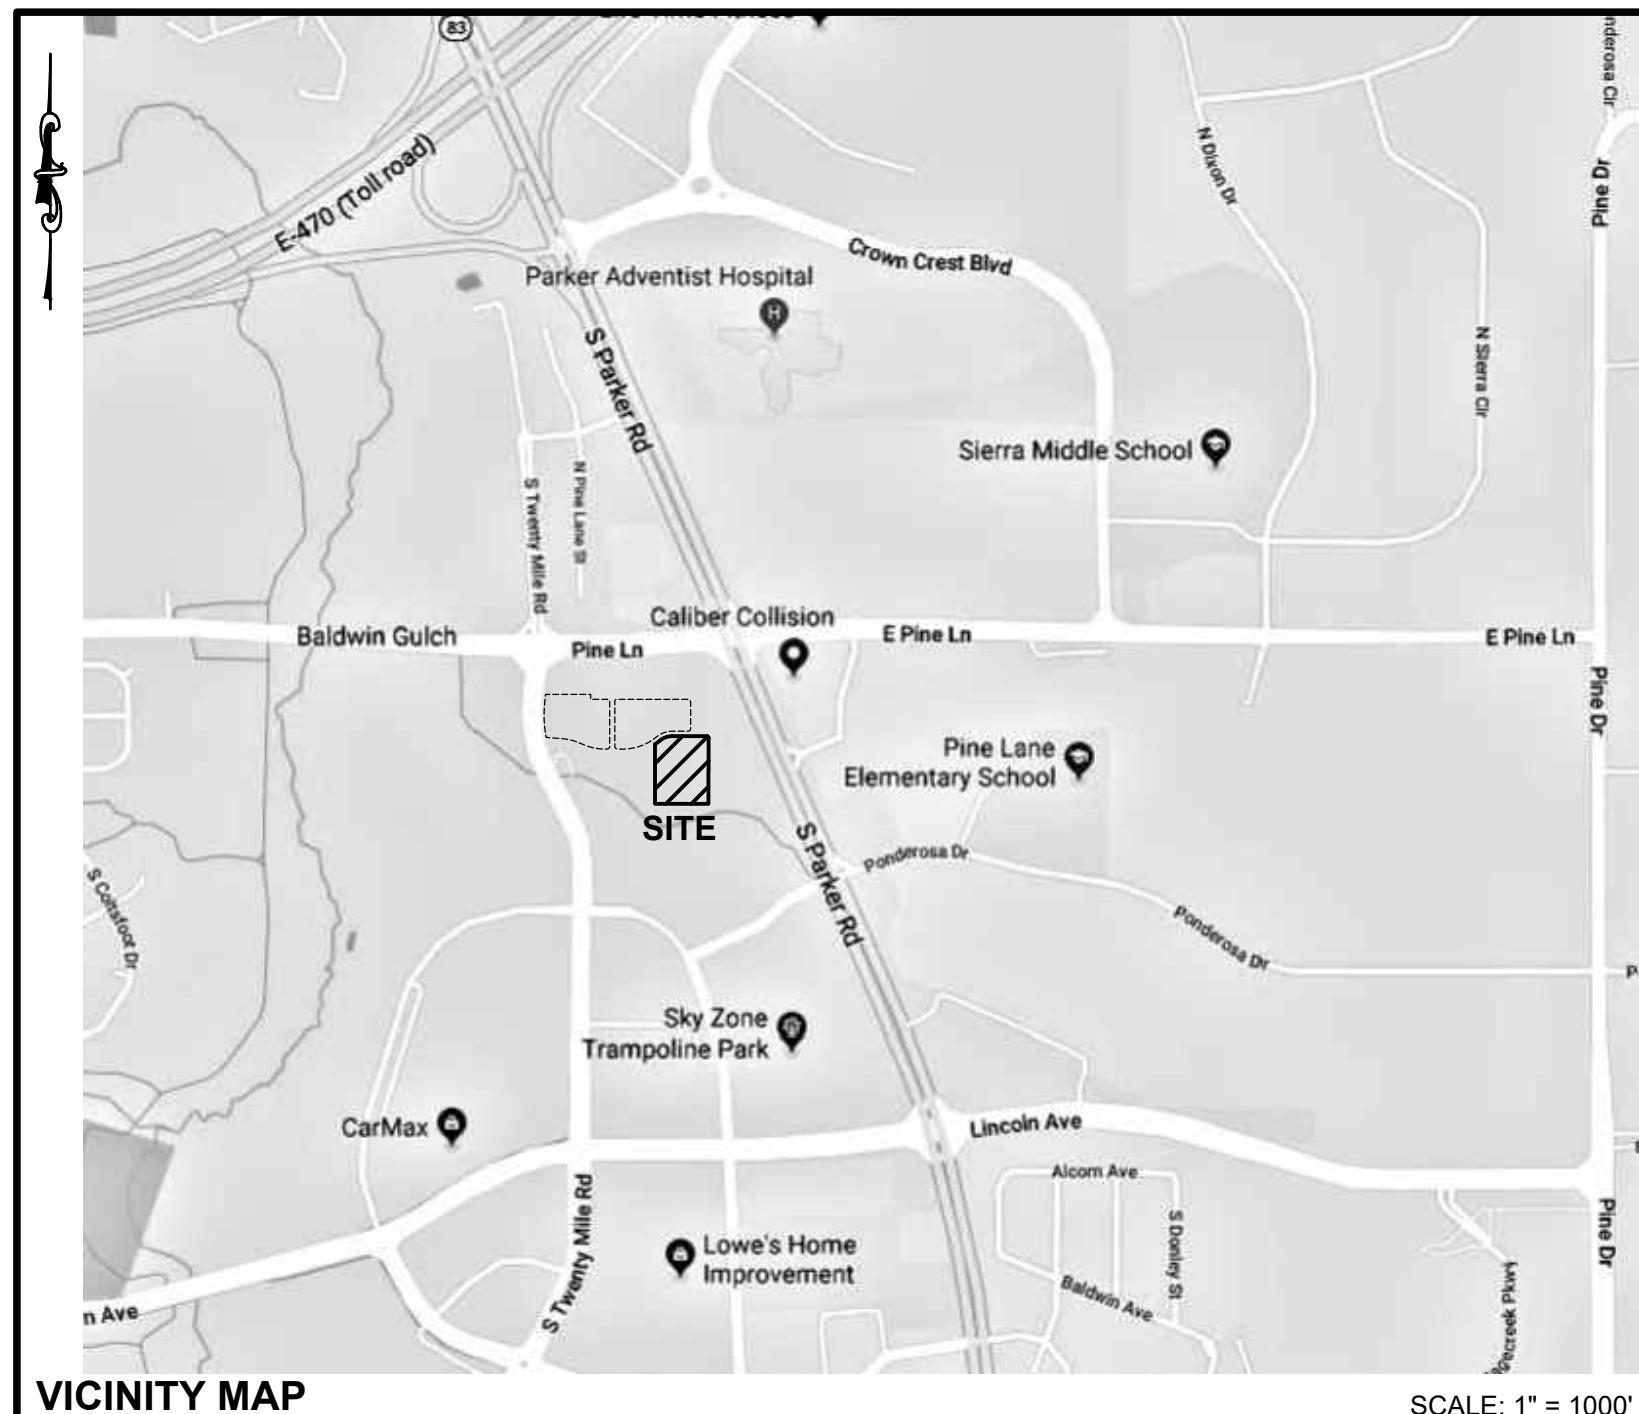 83
E-470 (Toll road)
nderosa Cir
N Dixon Dr
Pine Dr
Crown Crest Blvd
Parker Adventist Hospital
H
S Parker Rd
N Sierra Cir
Sierra Middle School
S Twenty Mile Rd
N Pine Lane St
Caliber Collision
Baldwin Gulch
Pine Ln
E Pine Ln
E Pine Ln
Pine Dr
Pine Lane
Elementary School
SITE
S Parker Rd
Ponderosa Dr
S Coltsfoot Dr
Ponderosa Dr
P
Sky Zone
Trampoline Park
CarMax
Lincoln Ave
Alcorn Ave
S Twenty Mile Rd
S Donley St
Pine Dr
Lowe's Home
Improvement
Baldwin Ave
n Ave
gecreek Pkwy
VICINITY MAP
SCALE: 1" = 1000'